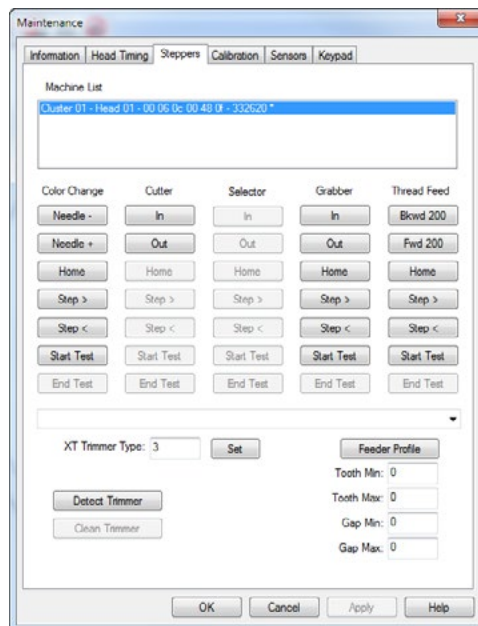 Maintenance
Information Head Timing Steppers Calibration Sensors Keypad
Machine List
Cluster 01 - Head 01 - 00 06 0c 00 48 0f - 332620 *
Color Change Cutter Selector Grabber Thread Feed
Needle - In In In Bkwd 200
Needle + Out Out Out Fwd 200
Home Home Home Home Home
Step > Step > Step > Step > Step >
Step < Step < Step < Step < Step <
Start Test Start Test Start Test Start Test Start Test
End Test End Test End Test End Test End Test
XT Trimmer Type: 3 Set Feeder Profile
Tooth Min: 0
Detect Trimmer Tooth Max: 0
Clean Trimmer Gap Min: 0
Gap Max: 0
OK Cancel Apply Help